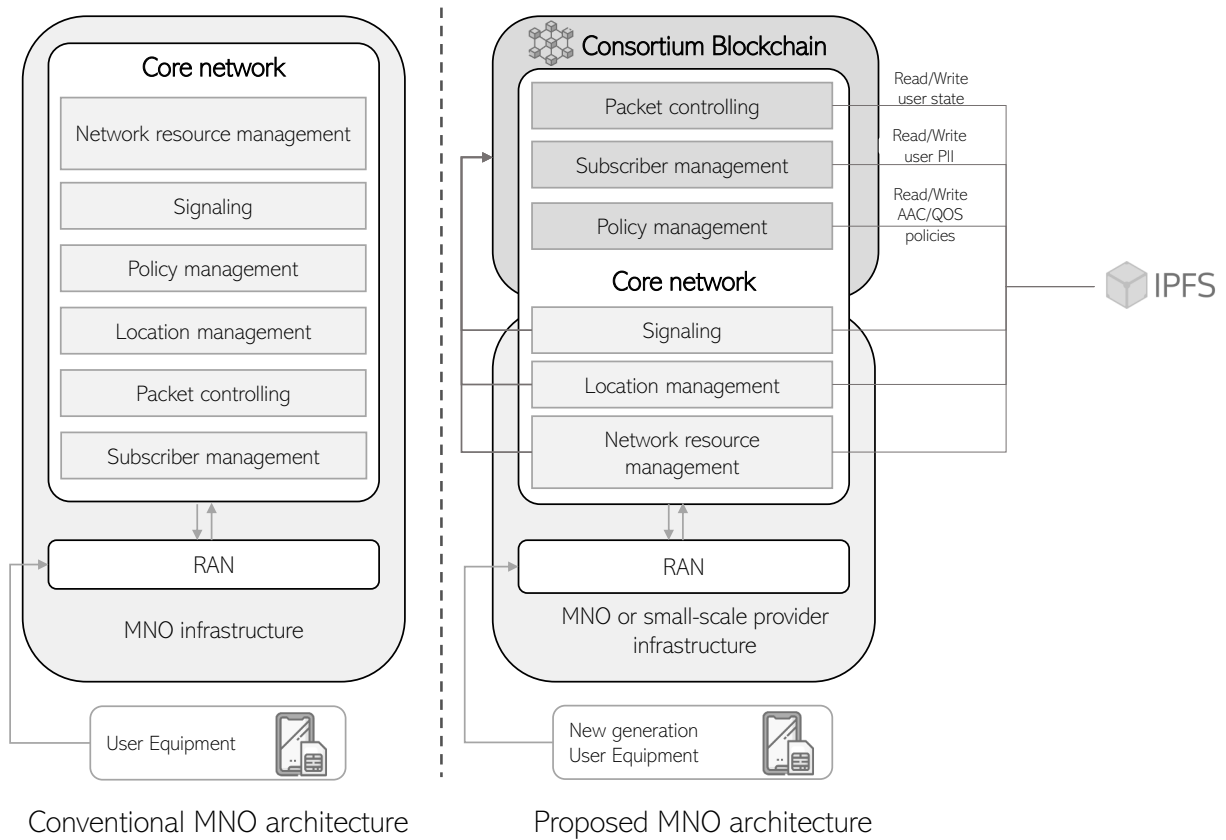 Core network
Network resource management
Signaling
Policy management
Location management
Packet controlling
Subscriber management
RAN
MNO infrastructure
User Equipment
Conventional MNO architecture
Consortium Blockchain
Packet controlling
Subscriber management
Policy management
Core network
Signaling
Location management
Network resource
management
RAN
MNO or small-scale provider
infrastructure
New generation
User Equipment
Proposed MNO architecture
Read/Write
user state
Read/Write
user PII
Read/Write
AAC/QOS
policies
IPFS